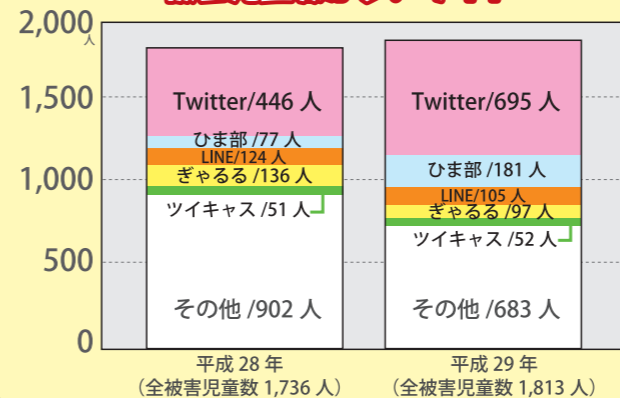 2,000
人
1,500
1,000
500
0
Twitter/446 人
ひま部 /77 人
LINE/124 人
ぎゃるる /136 人
ツイキャス /51 人
その他 /902 人
Twitter/695 人
ひま部 /181 人
LINE/105 人
ぎゃるる /97 人
ツイキャス /52 人
その他 /683 人
平成 28 年
（全被害児童数 1,736 人）
平成 29 年
（全被害児童数 1,813 人）